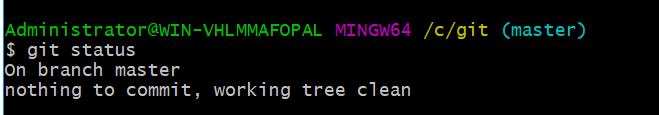 Administrator@WIN-VHLMMAFOPAL MINGW64 /c/git (master)
$ git status
On branch master
nothing to commit, working tree clean